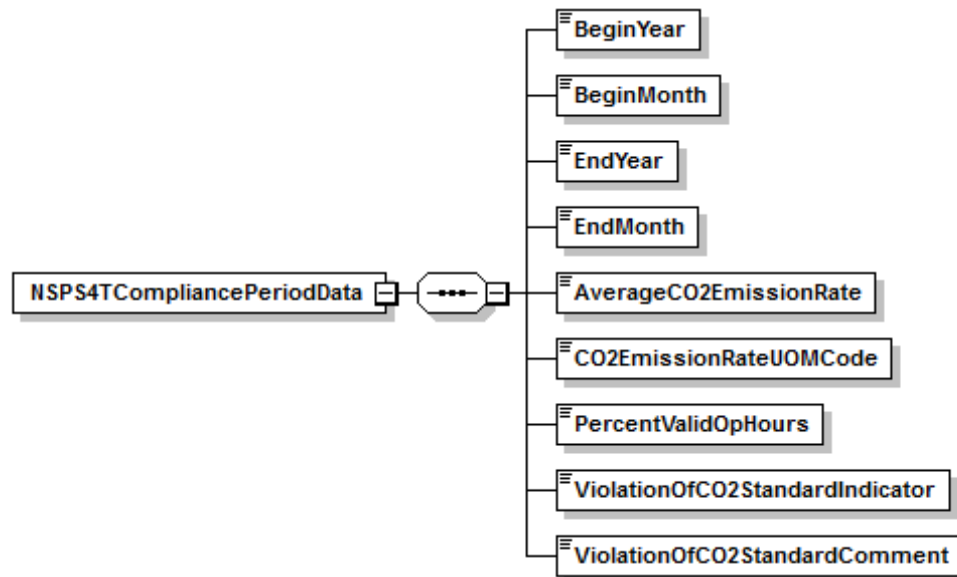 BeginYear
BeginMonth
EndYear
EndMonth
NSPS4TCompliancePeriodData
AverageCO2EmissionRate
CO2EmissionRateUOMCode
PercentValidOpHours
ViolationOfCO2StandardIndicator
ViolationOfCO2StandardComment